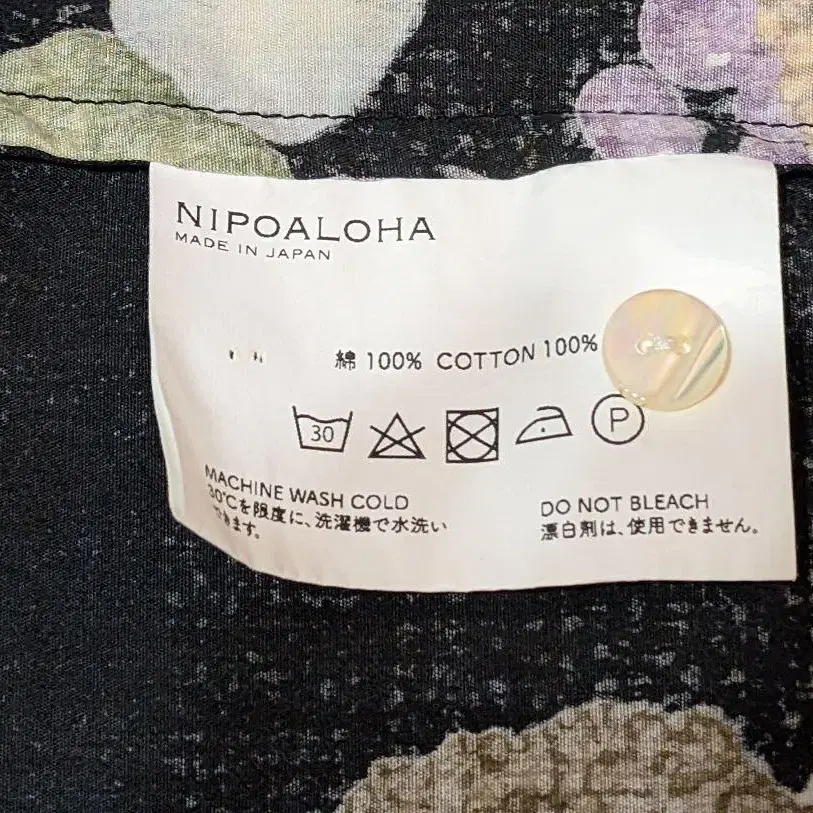 NIPOALOHA
MADE IN JAPAN
綿 100% COTTON 100%
30
P
MACHINE WASH COLD
30℃を限度に、洗濯機で水洗い
できます。
DO NOT BLEACH
漂白剤は、使用できません。